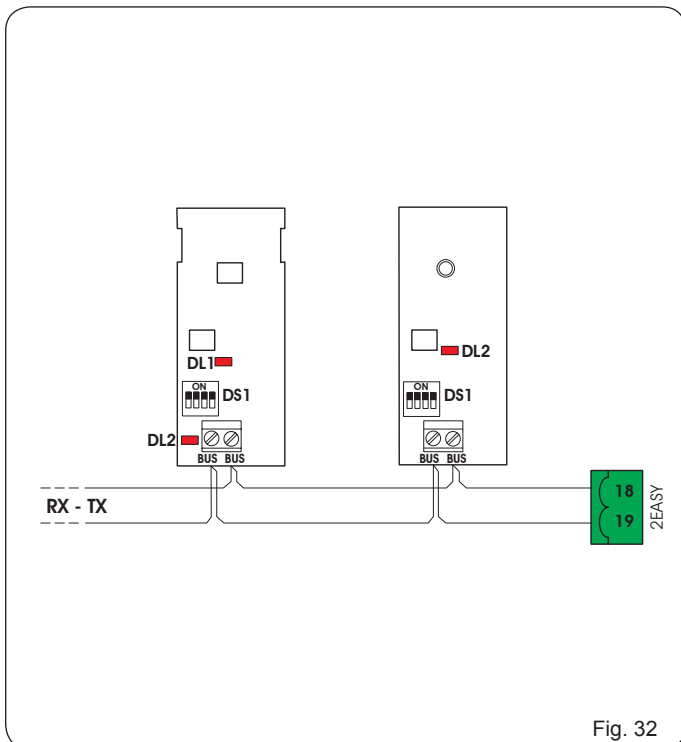 DL1
ON
DS1
DL2
BUS BUS
DL2
ON
DS1
BUS BUS
RX - TX
18
19
2EASY
Fig. 32